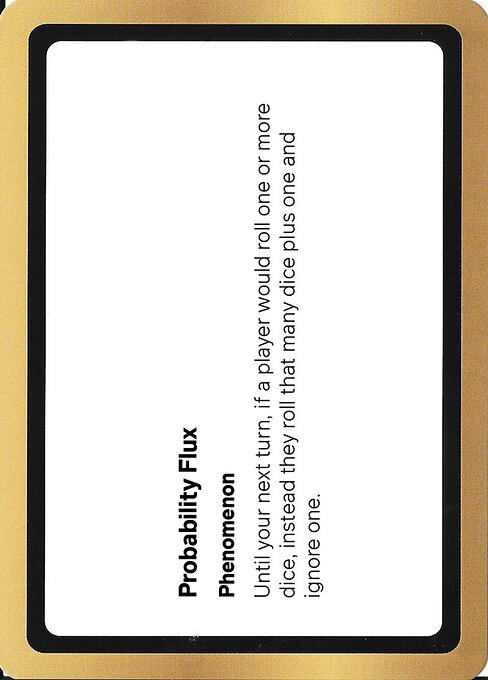 Probability Flux
Phenomenon
Until your next turn, if a player would roll one or more
dice, instead they roll that many dice plus one and
ignore one.